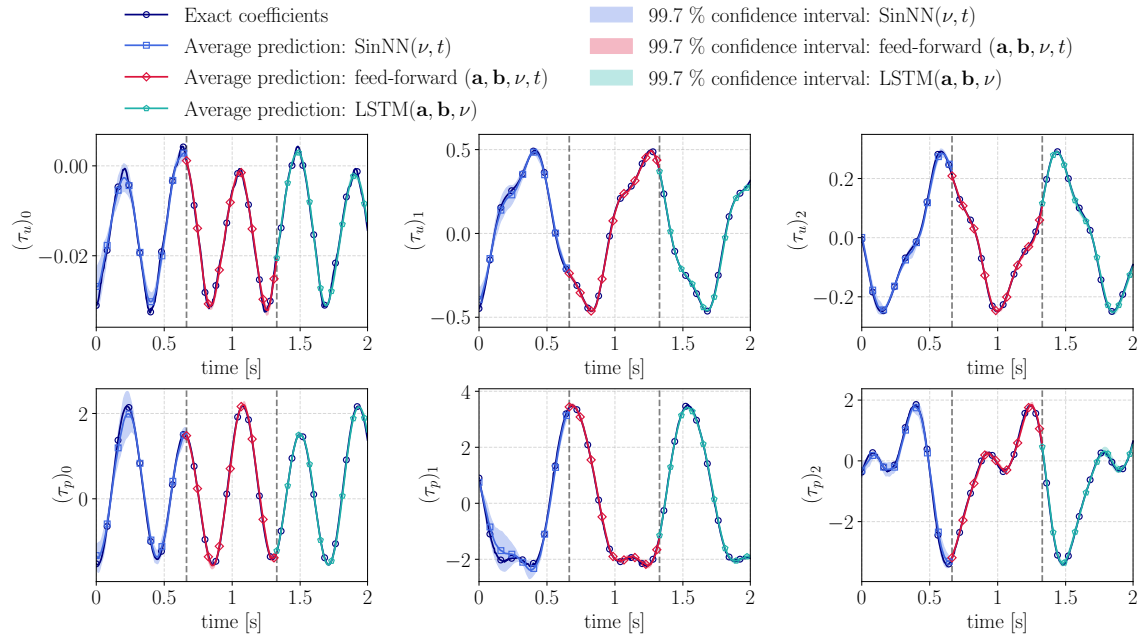 Exact coefficients
Average prediction: SinNN(ν, t)
Average prediction: feed-forward (a, b, ν, t)
Average prediction: LSTM(a, b, ν)
99.7 % confidence interval: SinNN(ν, t)
99.7 % confidence interval: feed-forward (a, b, ν, t)
99.7 % confidence interval: LSTM(a, b, ν)
(τu)0
0.00
−0.02
0 0.5 1 1.5 2
time [s]
(τu)1
0.5
0.0
−0.5
0 0.5 1 1.5 2
time [s]
(τu)2
0.2
0.0
−0.2
0 0.5 1 1.5 2
time [s]
(τp)0
2
0
0 0.5 1 1.5 2
time [s]
(τp)1
4
2
0
−2
0 0.5 1 1.5 2
time [s]
(τp)2
2
0
−2
0 0.5 1 1.5 2
time [s]